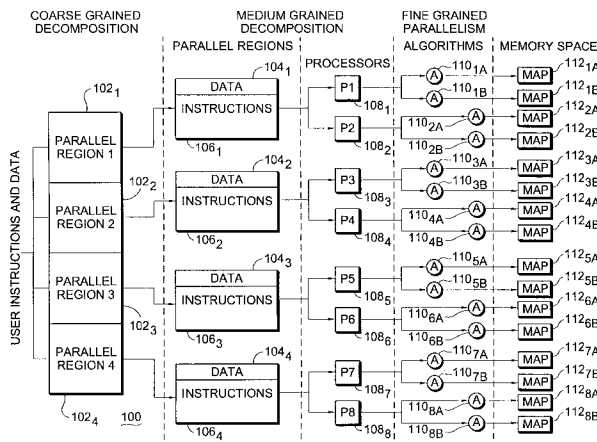 COARSE GRAINED
DECOMPOSITION
MEDIUM GRAINED
DECOMPOSITION
FINE GRAINED
PARALLELISM
PARALLEL REGIONS
PROCESSORS
ALGORITHMS
MEMORY SPACE
USER INSTRUCTIONS AND DATA
102₁
PARALLEL
REGION 1
102₂
PARALLEL
REGION 2
PARALLEL
REGION 3
102₃
PARALLEL
REGION 4
102₄
100
104₁
DATA
INSTRUCTIONS
106₁
104₂
DATA
INSTRUCTIONS
106₂
104₃
DATA
INSTRUCTIONS
106₃
104₄
DATA
INSTRUCTIONS
106₄
P1
108₁
P2
108₂
P3
108₃
P4
108₄
P5
108₅
P6
108₆
P7
108₇
P8
108₈
A 110₁A
A 110₁B
A 110₂A
A 110₂B
A 110₃A
A 110₃B
A 110₄A
A 110₄B
A 110₅A
A 110₅B
A 110₆A
A 110₆B
A 110₇A
A 110₇B
A 110₈A
A 110₈B
MAP 112₁A
MAP 112₁B
MAP 112₂A
MAP 112₂B
MAP 112₃A
MAP 112₃B
MAP 112₄A
MAP 112₄B
MAP 112₅A
MAP 112₅B
MAP 112₆A
MAP 112₆B
MAP 112₇A
MAP 112₇B
MAP 112₈A
MAP 112₈B